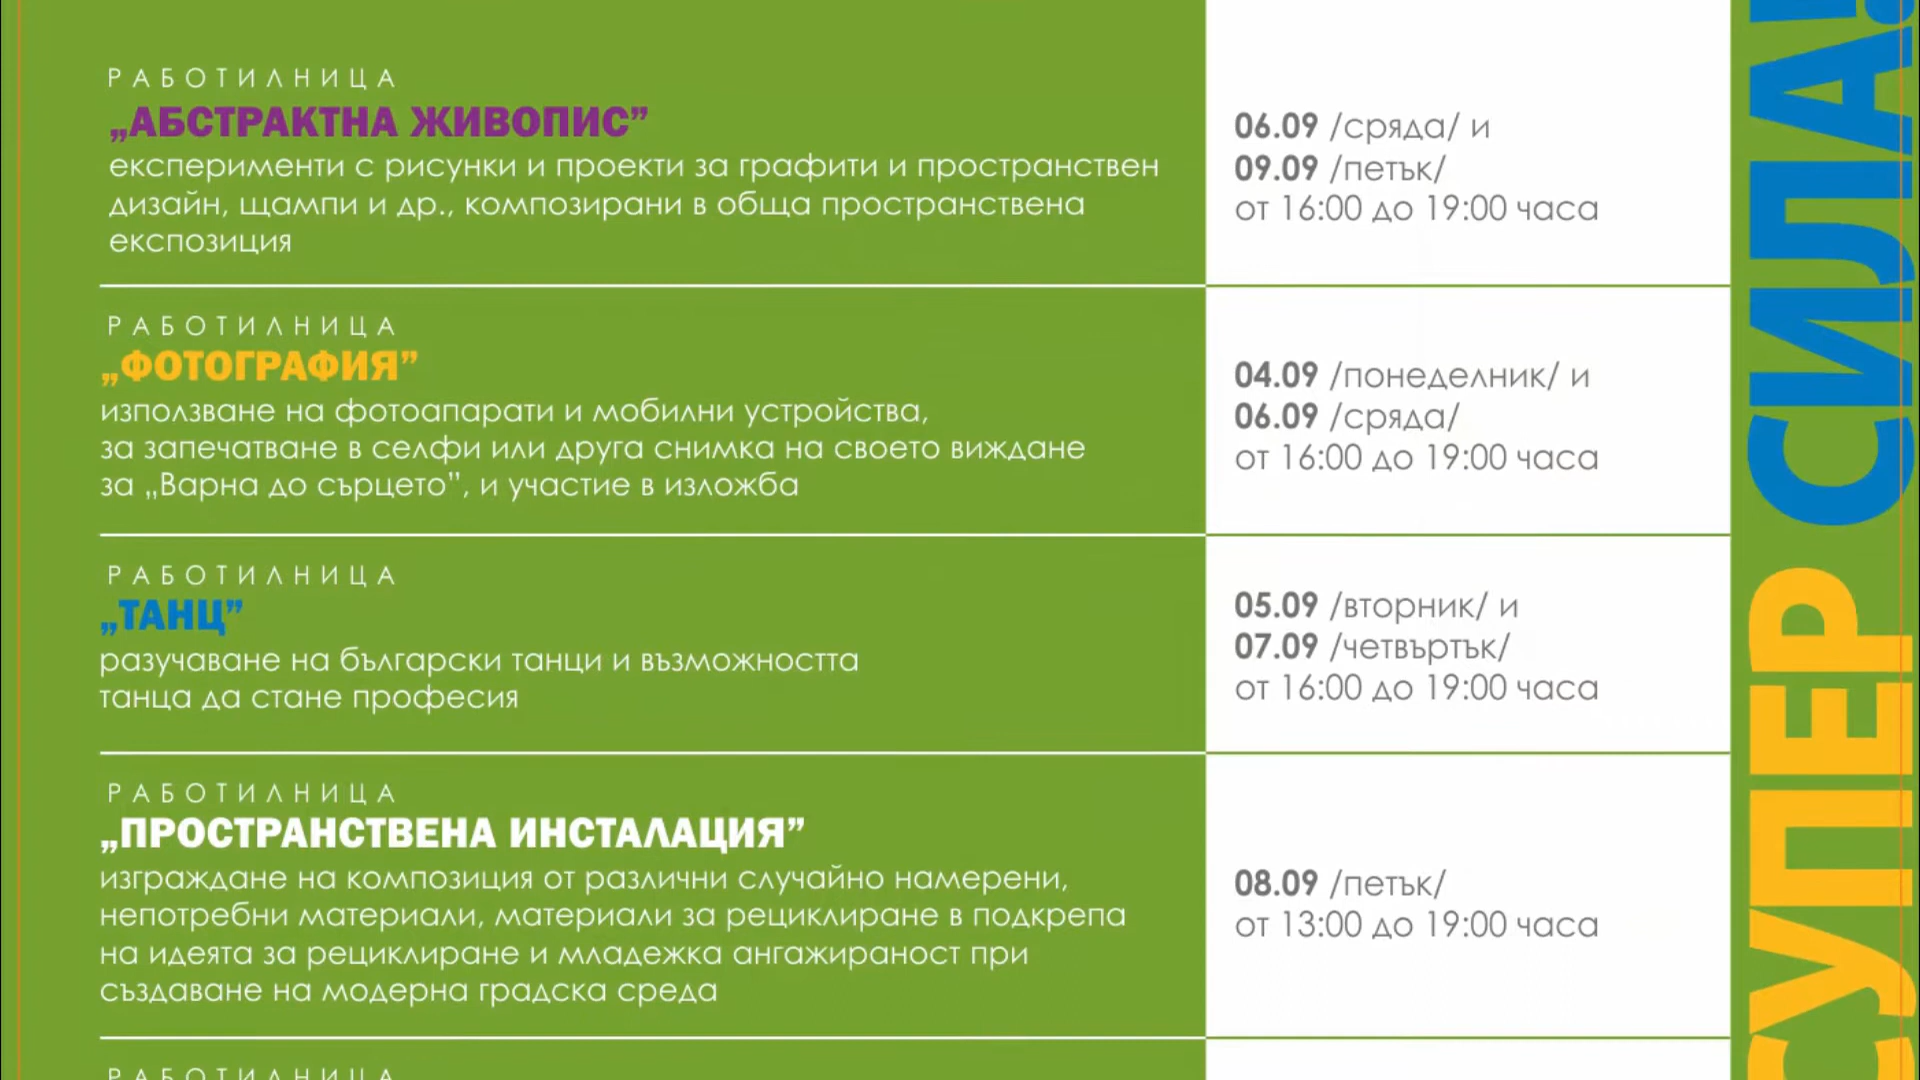 РАБОТИЛНИЦА
„АБСТРАКТНА ЖИВОПИС”
експерименти с рисунки и проекти за графити и пространствен
дизайн, щампи и др., композирани в обща пространствена
експозиция
06.09 /сряда/ и
09.09 /петък/
от 16:00 до 19:00 часа
РАБОТИЛНИЦА
„ФОТОГРАФИЯ”
използване на фотоапарати и мобилни устройства,
за запечатване в селфи или друга снимка на своето виждане
за „Варна до сърцето”, и участие в изложба
04.09 /понеделник/ и
06.09 /сряда/
от 16:00 до 19:00 часа
РАБОТИЛНИЦА
„ТАНЦ”
разучаване на български танци и възможността
танца да стане професия
05.09 /вторник/ и
07.09 /четвъртък/
от 16:00 до 19:00 часа
РАБОТИЛНИЦА
„ПРОСТРАНСТВЕНА ИНСТАЛАЦИЯ”
изграждане на композиция от различни случайно намерени,
непотребни материали, материали за рециклиране в подкрепа
на идеята за рециклиране и младежка ангажираност при
създаване на модерна градска среда
08.09 /петък/
от 13:00 до 19:00 часа
РАБОТИЛНИЦА
СУПЕР СИЛА